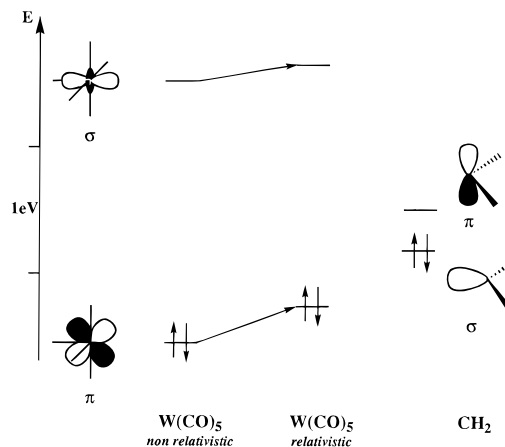 E
σ
π
1eV
π
σ
W(CO)5
non relativistic
W(CO)5
relativistic
CH2